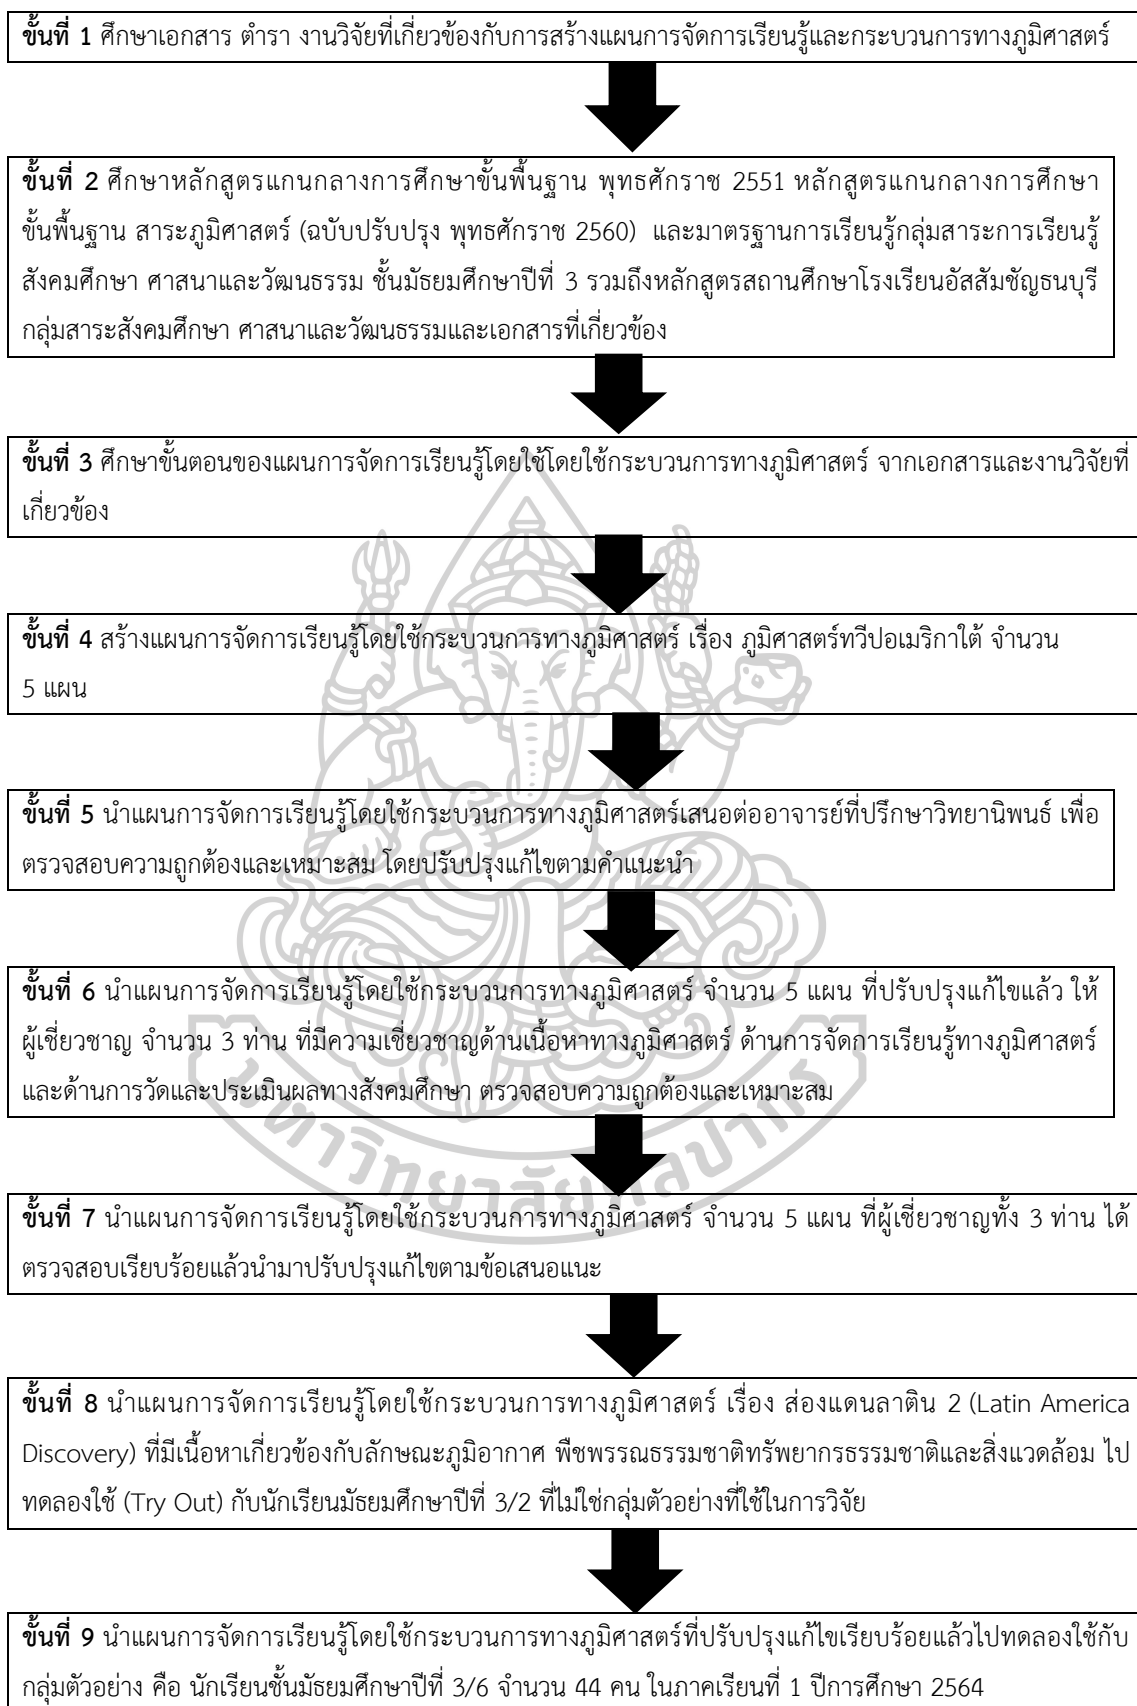 ขั้นที่ 1 ศึกษาเอกสาร ตำรา งานวิจัยที่เกี่ยวข้องกับการสร้างแผนการจัดการเรียนรู้และกระบวนการทางภูมิศาสตร์
ขั้นที่ 2 ศึกษาหลักสูตรแกนกลางการศึกษาขั้นพื้นฐาน พุทธศักราช 2551 หลักสูตรแกนกลางการศึกษา
ขั้นพื้นฐาน สาระภูมิศาสตร์ (ฉบับปรับปรุง พุทธศักราช 2560) และมาตรฐานการเรียนรู้กลุ่มสาระการเรียนรู้
สังคมศึกษา ศาสนาและวัฒนธรรม ชั้นมัธยมศึกษาปีที่ 3 รวมถึงหลักสูตรสถานศึกษาโรงเรียนอัสสัมชัญธนบุรี
กลุ่มสาระสังคมศึกษา ศาสนาและวัฒนธรรมและเอกสารที่เกี่ยวข้อง
ขั้นที่ 3 ศึกษาขั้นตอนของแผนการจัดการเรียนรู้โดยใช้โดยใช้กระบวนการทางภูมิศาสตร์ จากเอกสารและงานวิจัยที่
เกี่ยวข้อง
ขั้นที่ 4 สร้างแผนการจัดการเรียนรู้โดยใช้กระบวนการทางภูมิศาสตร์ เรื่อง ภูมิศาสตร์ทวีปอเมริกาใต้ จำนวน
5 แผน
ขั้นที่ 5 นำแผนการจัดการเรียนรู้โดยใช้กระบวนการทางภูมิศาสตร์เสนอต่ออาจารย์ที่ปรึกษาวิทยานิพนธ์ เพื่อ
ตรวจสอบความถูกต้องและเหมาะสม โดยปรับปรุงแก้ไขตามคำแนะนำ
ขั้นที่ 6 นำแผนการจัดการเรียนรู้โดยใช้กระบวนการทางภูมิศาสตร์ จำนวน 5 แผน ที่ปรับปรุงแก้ไขแล้ว ให้
ผู้เชี่ยวชาญ จำนวน 3 ท่าน ที่มีความเชี่ยวชาญด้านเนื้อหาทางภูมิศาสตร์ ด้านการจัดการเรียนรู้ทางภูมิศาสตร์
และด้านการวัดและประเมินผลทางสังคมศึกษา ตรวจสอบความถูกต้องและเหมาะสม
ขั้นที่ 7 นำแผนการจัดการเรียนรู้โดยใช้กระบวนการทางภูมิศาสตร์ จำนวน 5 แผน ที่ผู้เชี่ยวชาญทั้ง 3 ท่าน ได้
ตรวจสอบเรียบร้อยแล้วนำมาปรับปรุงแก้ไขตามข้อเสนอแนะ
ขั้นที่ 8 นำแผนการจัดการเรียนรู้โดยใช้กระบวนการทางภูมิศาสตร์ เรื่อง ส่องแดนลาติน 2 (Latin America
Discovery) ที่มีเนื้อหาเกี่ยวข้องกับลักษณะภูมิอากาศ พืชพรรณธรรมชาติทรัพยากรธรรมชาติและสิ่งแวดล้อม ไป
ทดลองใช้ (Try Out) กับนักเรียนมัธยมศึกษาปีที่ 3/2 ที่ไม่ใช่กลุ่มตัวอย่างที่ใช้ในการวิจัย
ขั้นที่ 9 นำแผนการจัดการเรียนรู้โดยใช้กระบวนการทางภูมิศาสตร์ที่ปรับปรุงแก้ไขเรียบร้อยแล้วไปทดลองใช้กับ
กลุ่มตัวอย่าง คือ นักเรียนชั้นมัธยมศึกษาปีที่ 3/6 จำนวน 44 คน ในภาคเรียนที่ 1 ปีการศึกษา 2564